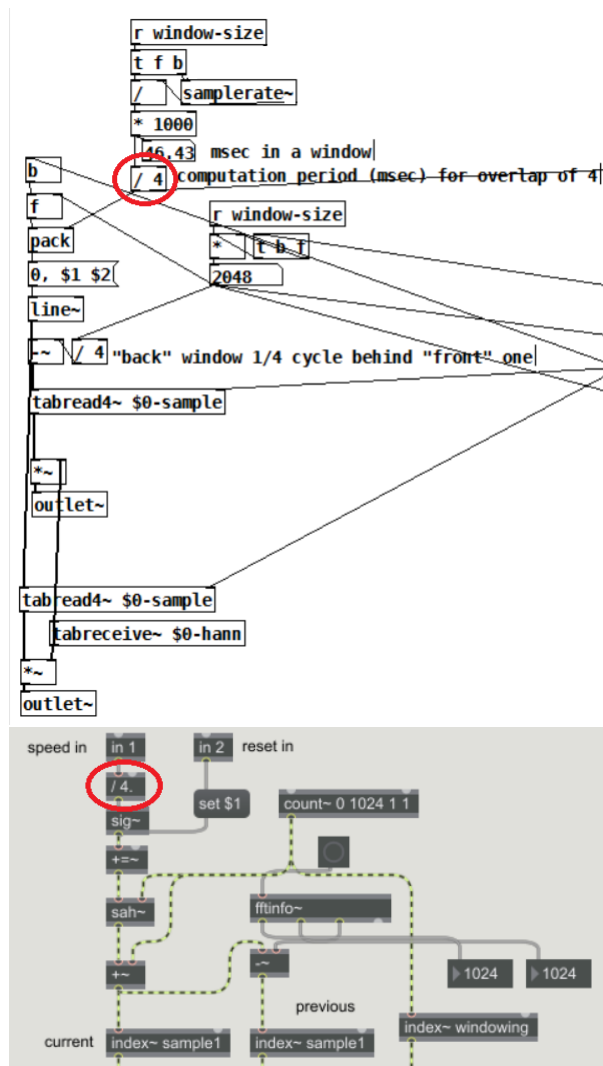 r window-size
t f b
/ samplerate~
* 1000
46.43 msec in a window
b
/ 4 computation period (msec) for overlap of 4
f
r window-size
pack
* t b f
0, $1 $2
2048
line~
-~ / 4 "back" window 1/4 cycle behind "front" one
tabread4~ $0-sample
*~
outlet~
tabread4~ $0-sample
tabreceive~ $0-hann
*~
outlet~
speed in in 1 in 2 reset in
/ 4.
set $1 count~ 0 1024 1 1
sig~
+=~
sah~ fftinfo~
+~ -~ 1024 1024
previous
index~ windowing
current index~ sample1 index~ sample1